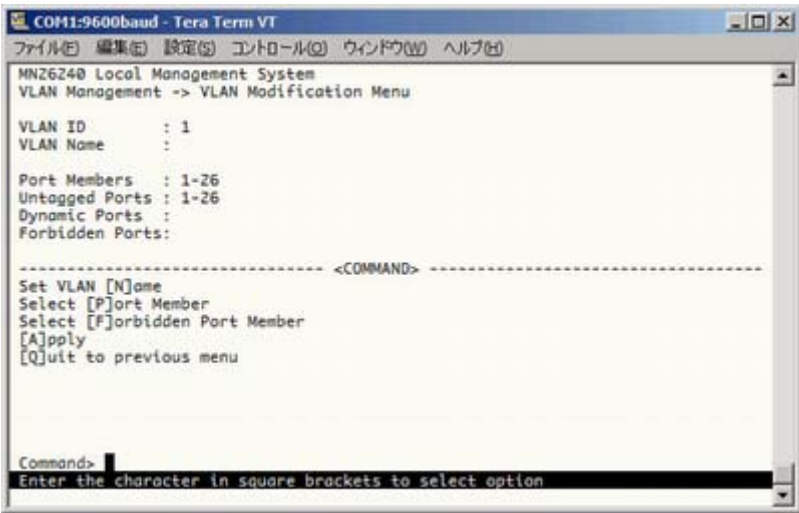 COM1:9600baud - Tera Term VT
ファイル(F) 編集(E) 設定(S) コントロール(O) ウィンドウ(W) ヘルプ(H)
MN26240 Local Management System
VLAN Management -> VLAN Modification Menu
VLAN ID : 1
VLAN Name :
Port Members : 1-26
Untagged Ports : 1-26
Dynamic Ports :
Forbidden Ports:
-------------------------------- <COMMAND> -----------------------------------
Set VLAN [N]ame
Select [P]ort Member
Select [F]orbidden Port Member
[A]pply
[Q]uit to previous menu
Command>
Enter the character in square brackets to select option